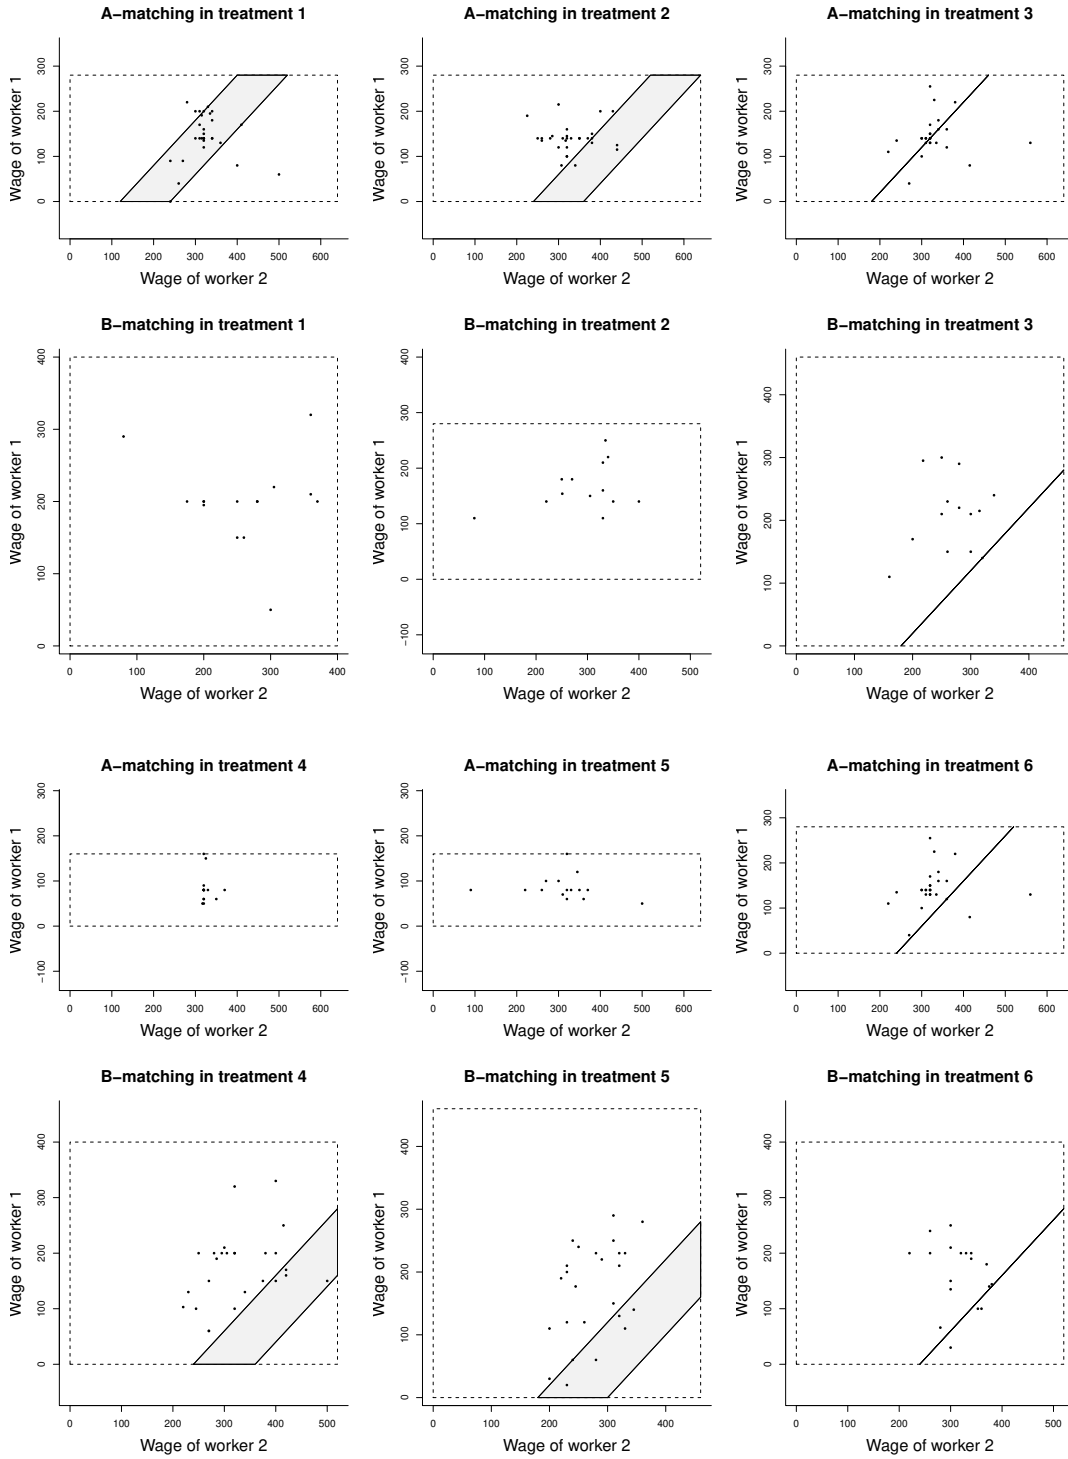 A−matching in treatment 1
A−matching in treatment 2
A−matching in treatment 3
Wage of worker 1
0 100 200 300
0 100 200 300 400 500 600
Wage of worker 2
Wage of worker 1
0 100 200 300
0 100 200 300 400 500 600
Wage of worker 2
Wage of worker 1
0 100 200 300
0 100 200 300 400 500 600
Wage of worker 2
B−matching in treatment 1
B−matching in treatment 2
B−matching in treatment 3
Wage of worker 1
0 100 200 300 400
0 100 200 300 400
Wage of worker 2
Wage of worker 1
−100 0 100 200 300 400
0 100 200 300 400 500
Wage of worker 2
Wage of worker 1
0 100 200 300 400
0 100 200 300 400
Wage of worker 2
A−matching in treatment 4
A−matching in treatment 5
A−matching in treatment 6
Wage of worker 1
−100 0 100 200 300
0 100 200 300 400 500 600
Wage of worker 2
Wage of worker 1
−100 0 100 200 300
0 100 200 300 400 500 600
Wage of worker 2
Wage of worker 1
0 100 200 300
0 100 200 300 400 500 600
Wage of worker 2
B−matching in treatment 4
B−matching in treatment 5
B−matching in treatment 6
Wage of worker 1
0 100 200 300 400
0 100 200 300 400 500
Wage of worker 2
Wage of worker 1
0 100 200 300 400
0 100 200 300 400
Wage of worker 2
Wage of worker 1
0 100 200 300 400
0 100 200 300 400 500
Wage of worker 2